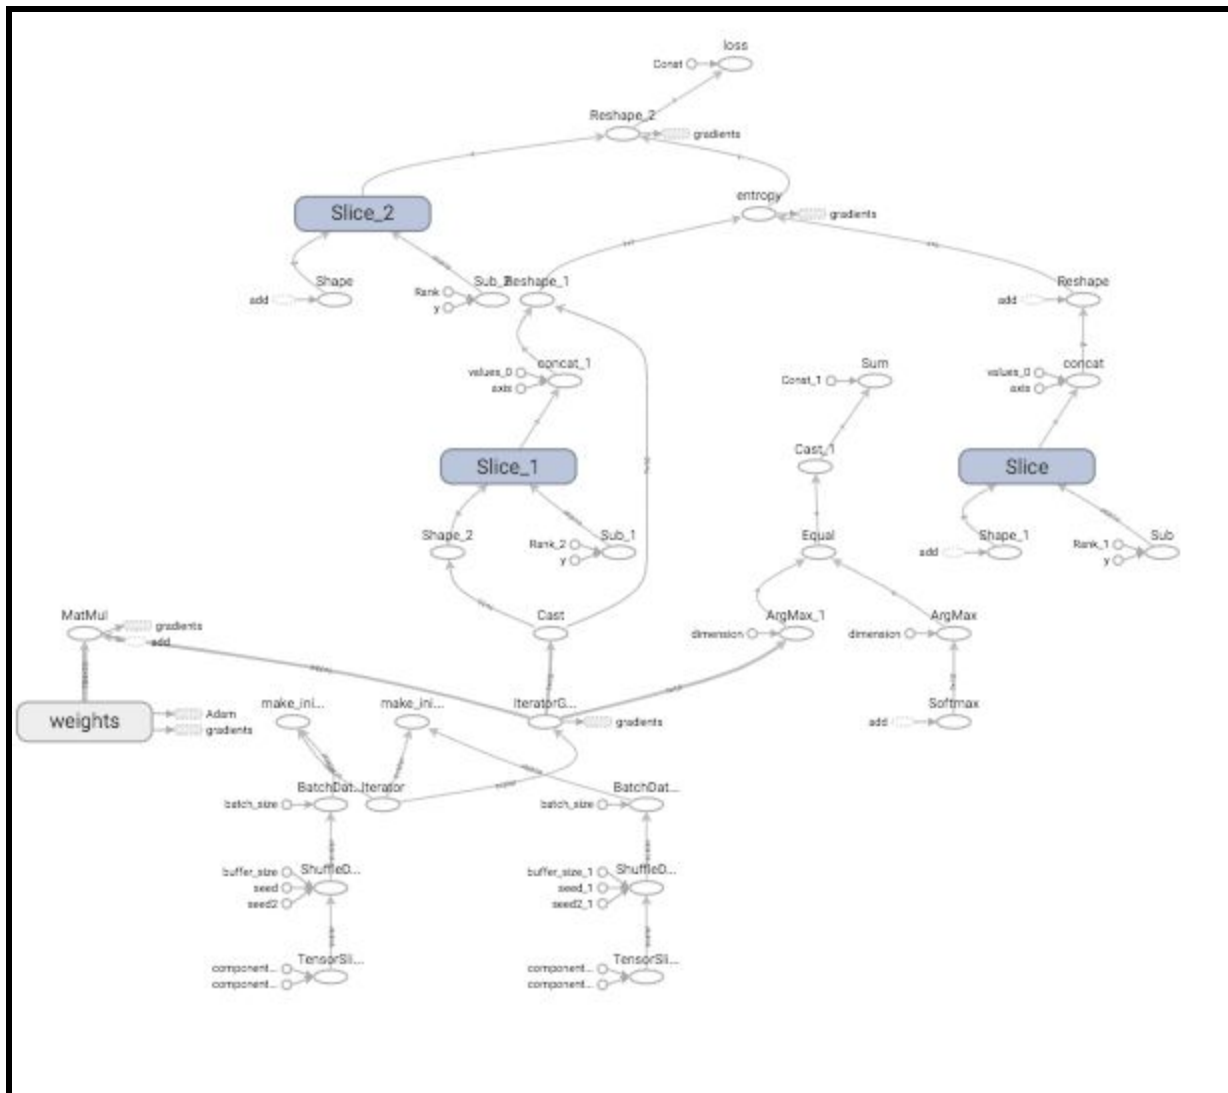 loss
Const
Reshape_2
gradients
entropy
Slice_2
gradients
Shape
Sub_2
Reshape_1
Reshape
add
Rank
y
add
concat_1
Sum
concat
values_0
axis
Const_1
values_0
axis
Cast_1
Slice_1
Slice
Shape_2
Sub_1
Equal
Shape_1
Sub
Rank_2
y
add
Rank_1
y
MatMul
Cast
ArgMax_1
ArgMax
gradients
add
dimension
dimension
make_ini...
make_ini...
IteratorG...
Softmax
weights
Adam
gradients
gradients
add
BatchDat...
Iterator
BatchDat...
batch_size
batch_size
ShuffleD...
ShuffleD...
buffer_size
seed
seed2
buffer_size_1
seed_1
seed2_1
TensorSli...
TensorSli...
component...
component...
component...
component...